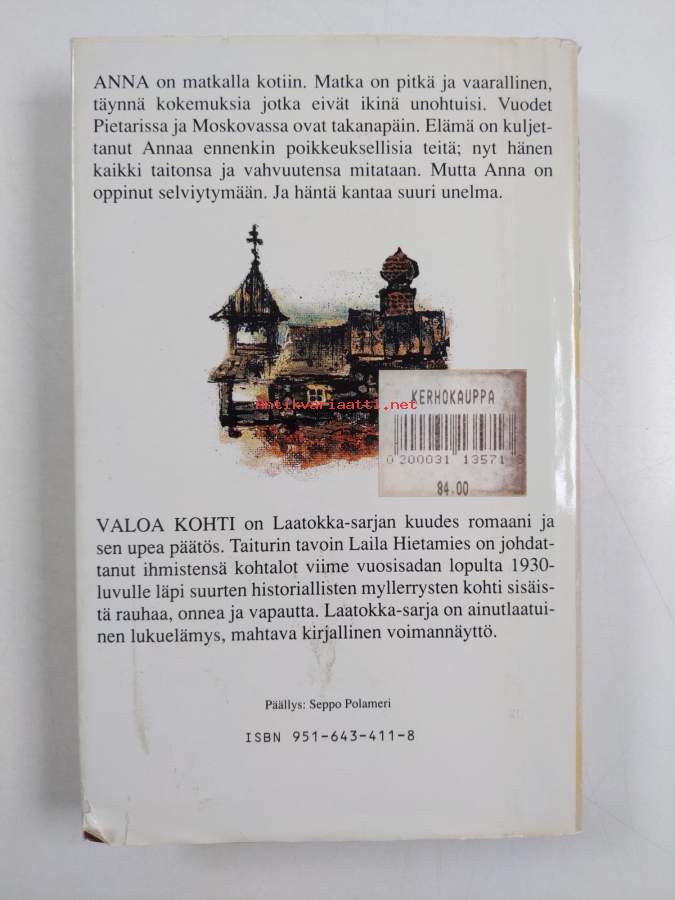 ANNA on matkalla kotiin. Matka on pitkä ja vaarallinen,
täynnä kokemuksia jotka eivät ikinä unohtuisi. Vuodet
Pietarissa ja Moskovassa ovat takanapäin. Elämä on kuljet-
tanut Annaa ennenkin poikkeuksellisia teitä; nyt hänen
kaikki taitonsa ja vahvuutensa mitataan. Mutta Anna on
oppinut selviytymään. Ja häntä kantaa suuri unelma.
Antikvariaatti.net
KERHOKAUPPA
0 200031 13571
84.00
VALOA KOHTI on Laatokka-sarjan kuudes romaani ja
sen upea päätös. Taiturin tavoin Laila Hietamies on johdat-
tanut ihmistensä kohtalot viime vuosisadan lopulta 1930-
luvulle läpi suurten historiallisten myllerrysten kohti sisäis-
tä rauhaa, onnea ja vapautta. Laatokka-sarja on ainutlaatui-
nen lukuelämys, mahtava kirjallinen voimannäyttö.
Päällys: Seppo Polameri
ISBN 951-643-411-8